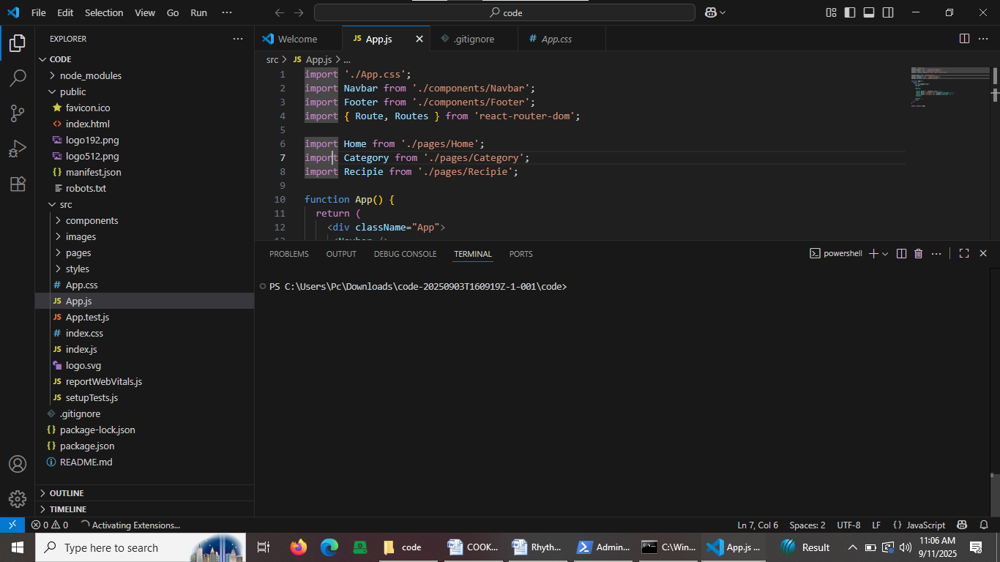 File Edit Selection View Go Run ··· code
EXPLORER ···
CODE
node_modules
public
favicon.ico
index.html
logo192.png
logo512.png
manifest.json
robots.txt
src
components
images
pages
styles
App.css
App.js
App.test.js
index.css
index.js
logo.svg
reportWebVitals.js
setupTests.js
.gitignore
package-lock.json
package.json
README.md
OUTLINE
TIMELINE
Welcome App.js .gitignore App.css
src > App.js > ...
1 import './App.css';
2 import Navbar from './components/Navbar';
3 import Footer from './components/Footer';
4 import { Route, Routes } from 'react-router-dom';
5
6 import Home from './pages/Home';
7 import Category from './pages/Category';
8 import Recipie from './pages/Recipie';
9
10 function App() {
11 return (
12 <div className="App">
13 <Navbar />
PROBLEMS OUTPUT DEBUG CONSOLE TERMINAL PORTS powershell
PS C:\Users\Pc\Downloads\code-20250903T160919Z-1-001\code>
0 0 Activating Extensions... Ln 7, Col 6 Spaces: 2 UTF-8 LF {} JavaScript
Type here to search code COOK... Rhyth... Admin... C:\Win... App.js ... Result 11:06 AM
9/11/2025